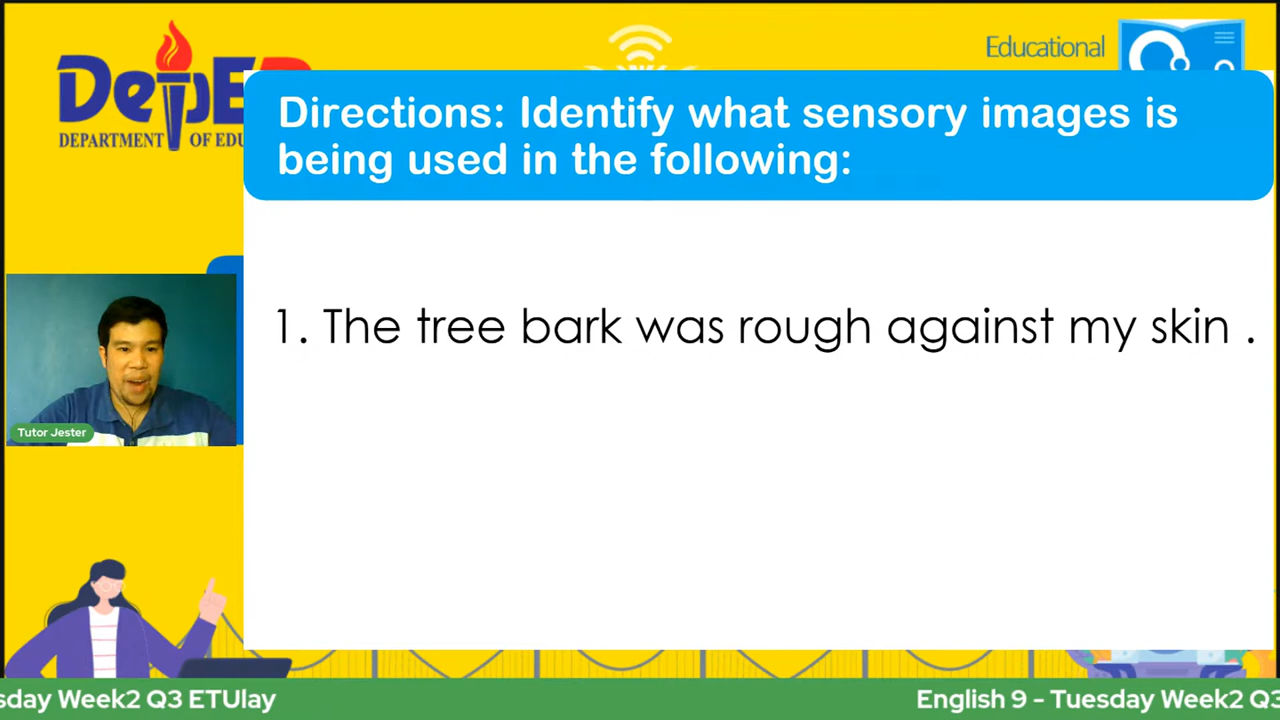 DepED
DEPARTMENT OF EDU
Educational
Directions: Identify what sensory images is
being used in the following:
1. The tree bark was rough against my skin .
Tutor Jester
sday Week2 Q3 ETUlay
English 9 - Tuesday Week2 Q3